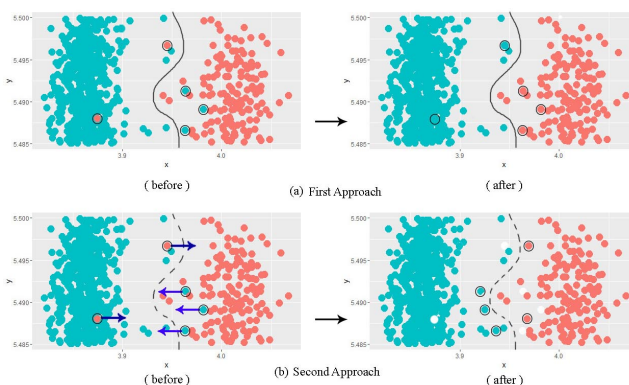 5.500
5.495
5.490
5.485
y
3.9
4.0
x
( before )
5.500
5.495
5.490
5.485
y
3.9
4.0
x
( after )
(a) First Approach
5.500
5.495
5.490
5.485
y
3.9
4.0
x
( before )
5.500
5.495
5.490
5.485
y
3.9
4.0
x
( after )
(b) Second Approach